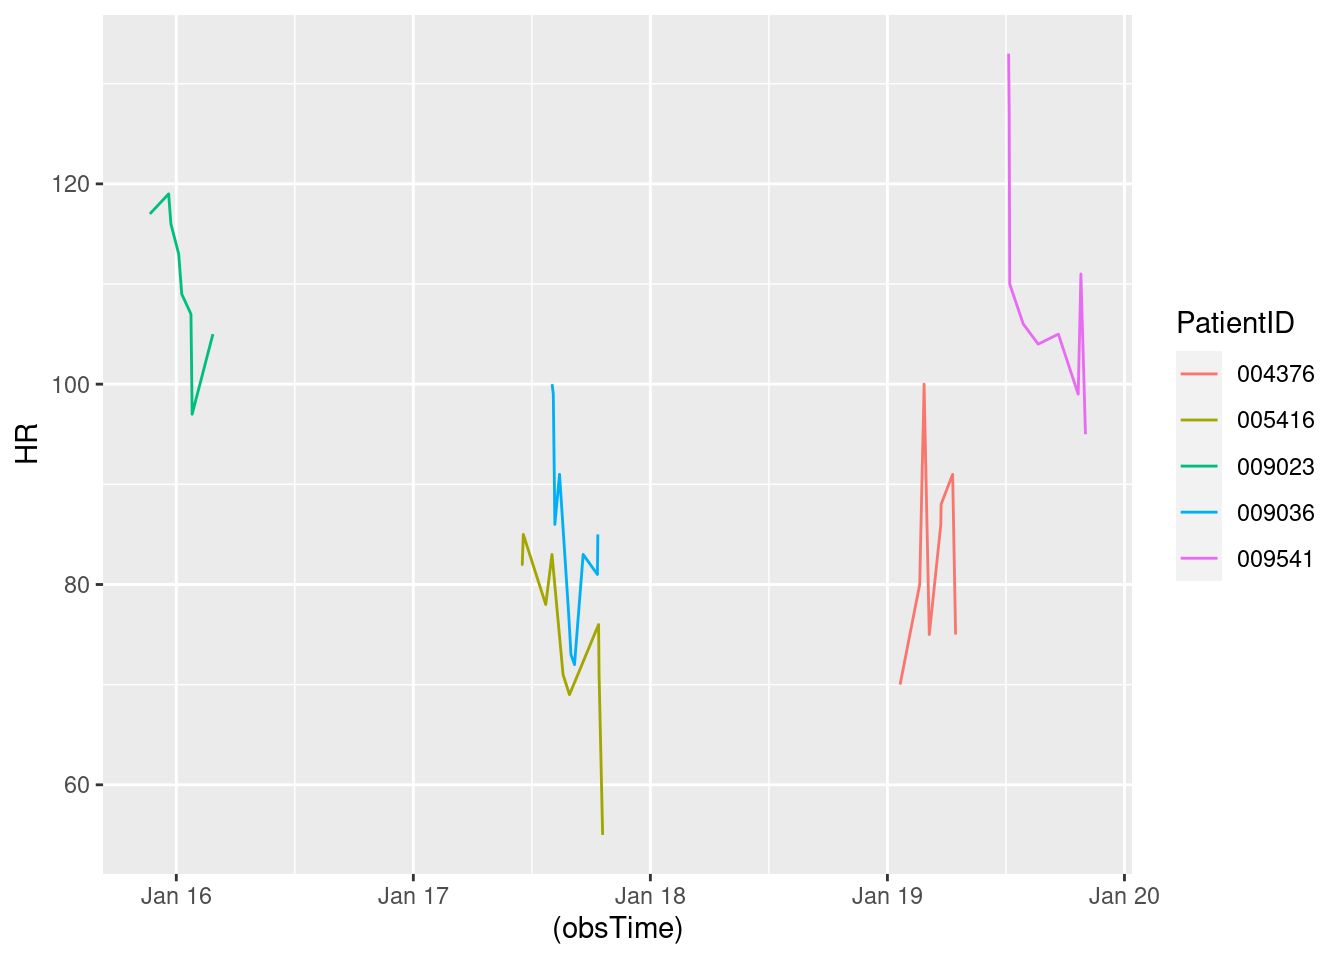 120
100
80
60
HR
Jan 16
Jan 17
Jan 18
Jan 19
Jan 20
(obsTime)
PatientID
004376
005416
009023
009036
009541